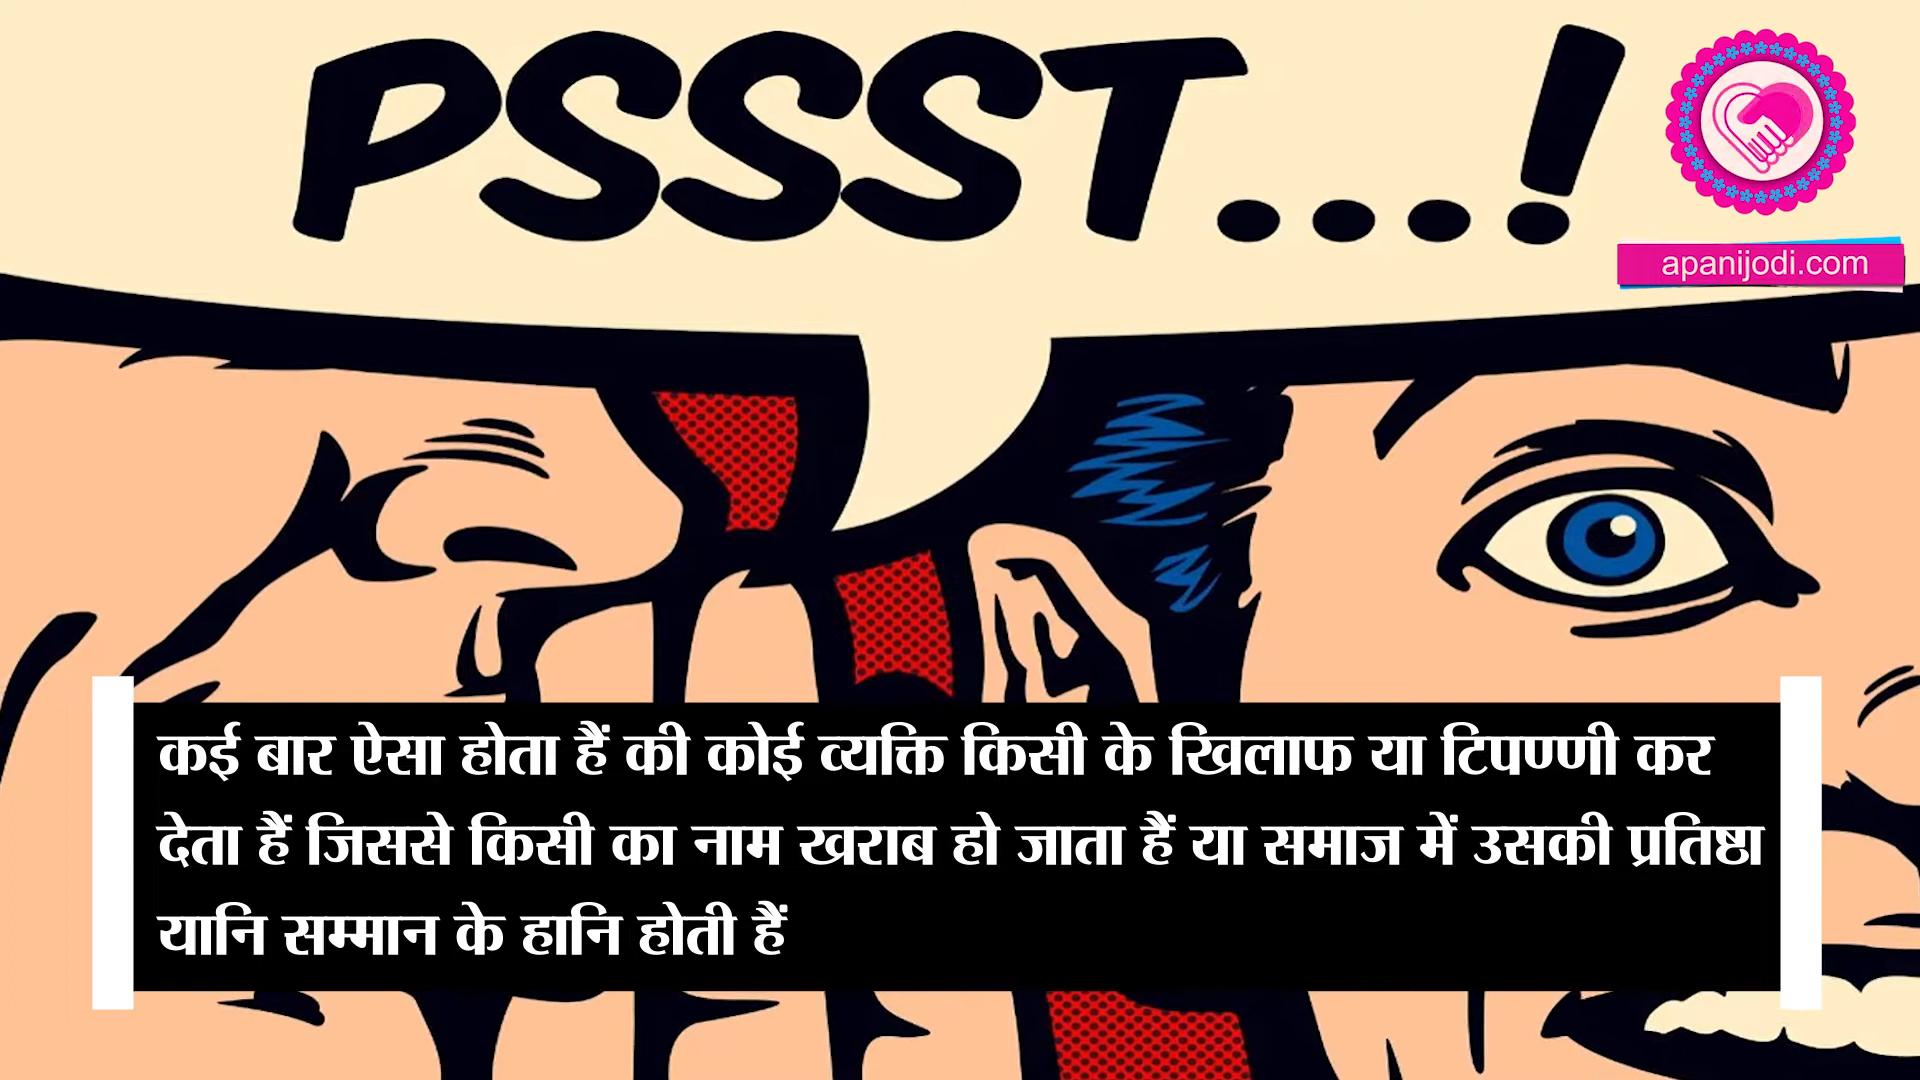 PSSST...!
apanijodi.com
कई बार ऐसा होता हैं की कोई व्यक्ति किसी के खिलाफ या टिपण्णी कर
देता हैं जिससे किसी का नाम खराब हो जाता हैं या समाज में उसकी प्रतिष्ठा
यानि सम्मान के हानि होती हैं